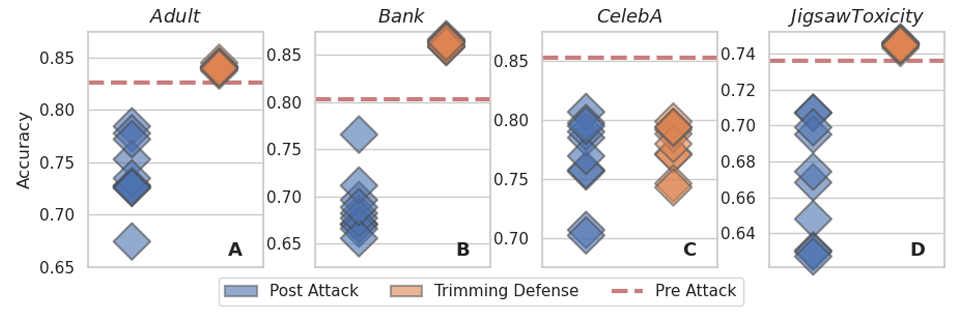 Adult
Bank
CelebA
JigsawToxicity
Accuracy
0.85
0.80
0.75
0.70
0.65
A
0.85
0.80
0.75
0.70
0.65
B
0.85
0.80
0.75
0.70
C
0.74
0.72
0.70
0.68
0.66
0.64
D
Post Attack
Trimming Defense
Pre Attack